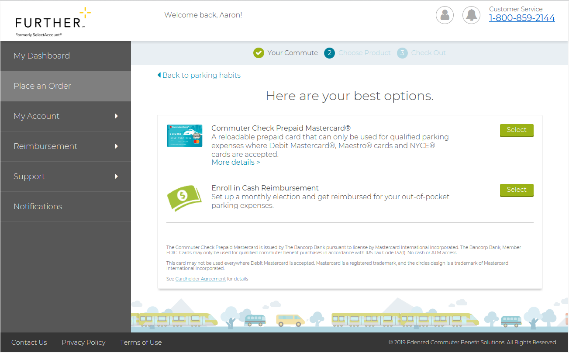 FURTHER
Formerly SelectAccount®
Welcome back, Aaron!
Customer Service
1-800-859-2144
My Dashboard
Place an Order
My Account
Reimbursement
Support
Notifications
Your Commute
2 Choose Product
3 Check Out
Back to parking habits
Here are your best options.
Commuter Check Prepaid Mastercard®
A reloadable prepaid card that can only be used for qualified parking
expenses where Debit Mastercard®, Maestro® cards and NYCE®
cards are accepted.
More details >
Select
Enroll in Cash Reimbursement
Set up a monthly election and get reimbursed for your out-of-pocket
parking expenses.
Select
The Commuter Check Prepaid Mastercard is issued by The Bancorp Bank pursuant to license by Mastercard International Incorporated. The Bancorp Bank, Member
This card may not be used everywhere Debit Mastercard is accepted. Mastercard is a registered trademark, and the circles design is a trademark of Mastercard
International Incorporated.
See Cardholder Agreement for details.
Contact Us
Privacy Policy
Terms of Use
© 2019 Edenred Commuter Benefit Solutions. All Rights Reserved.